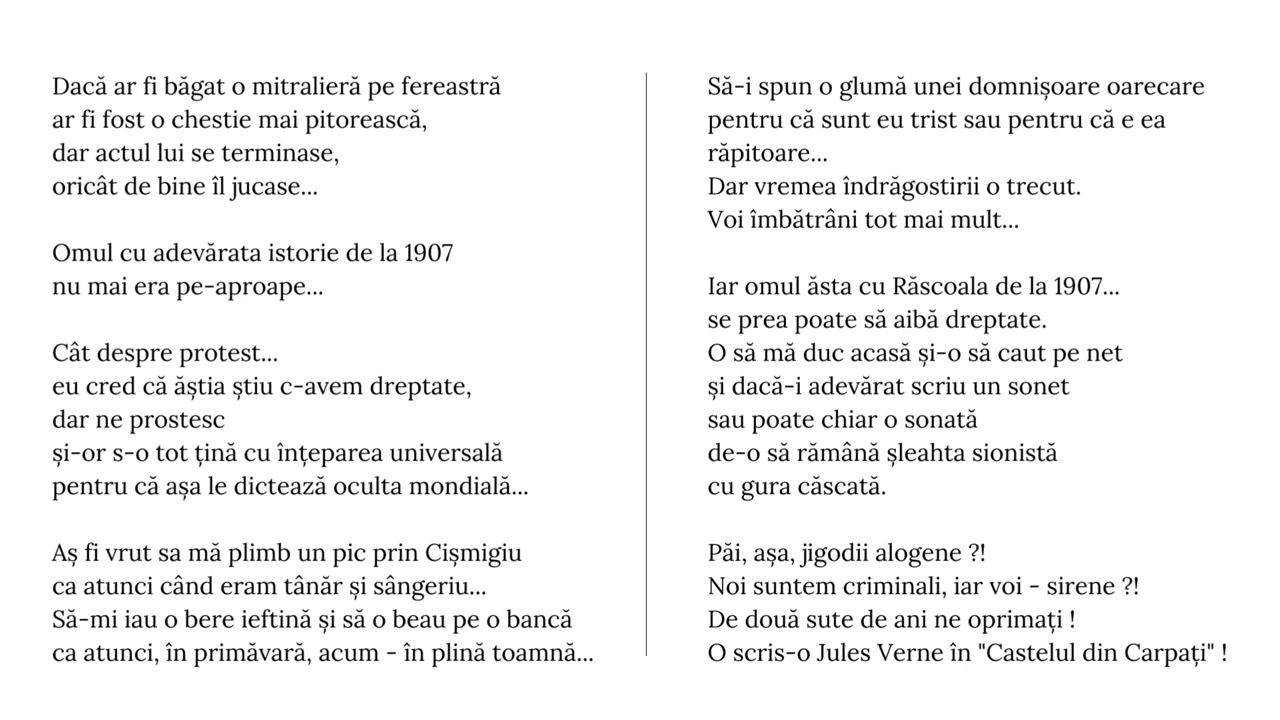 Dacă ar fi băgat o mitralieră pe fereastră
ar fi fost o chestie mai pitorească,
dar actul lui se terminase,
oricât de bine îl jucase...
Omul cu adevărata istorie de la 1907
nu mai era pe-aproape...
Cât despre protest...
eu cred că ăștia știu c-avem dreptate,
dar ne prostesc
și-or s-o tot țină cu înțeparea universală
pentru că așa le dictează oculta mondială...
Aș fi vrut sa mă plimb un pic prin Cișmigiu
ca atunci când eram tânăr și sângeriu...
Să-mi iau o bere ieftină și să o beau pe o bancă
ca atunci, în primăvară, acum - în plină toamnă...
Să-i spun o glumă unei domnișoare oarecare
pentru că sunt eu trist sau pentru că e ea
răpitoare...
Dar vremea îndrăgostirii o trecut.
Voi îmbătrâni tot mai mult...
Iar omul ăsta cu Răscoala de la 1907...
se prea poate să aibă dreptate.
O să mă duc acasă și-o să caut pe net
și dacă-i adevărat scriu un sonet
sau poate chiar o sonată
de-o să rămână șleahta sionistă
cu gura căscată.
Păi, așa, jigodii alogene ?!
Noi suntem criminali, iar voi - sirene ?!
De două sute de ani ne oprimați !
O scris-o Jules Verne în "Castelul din Carpați" !